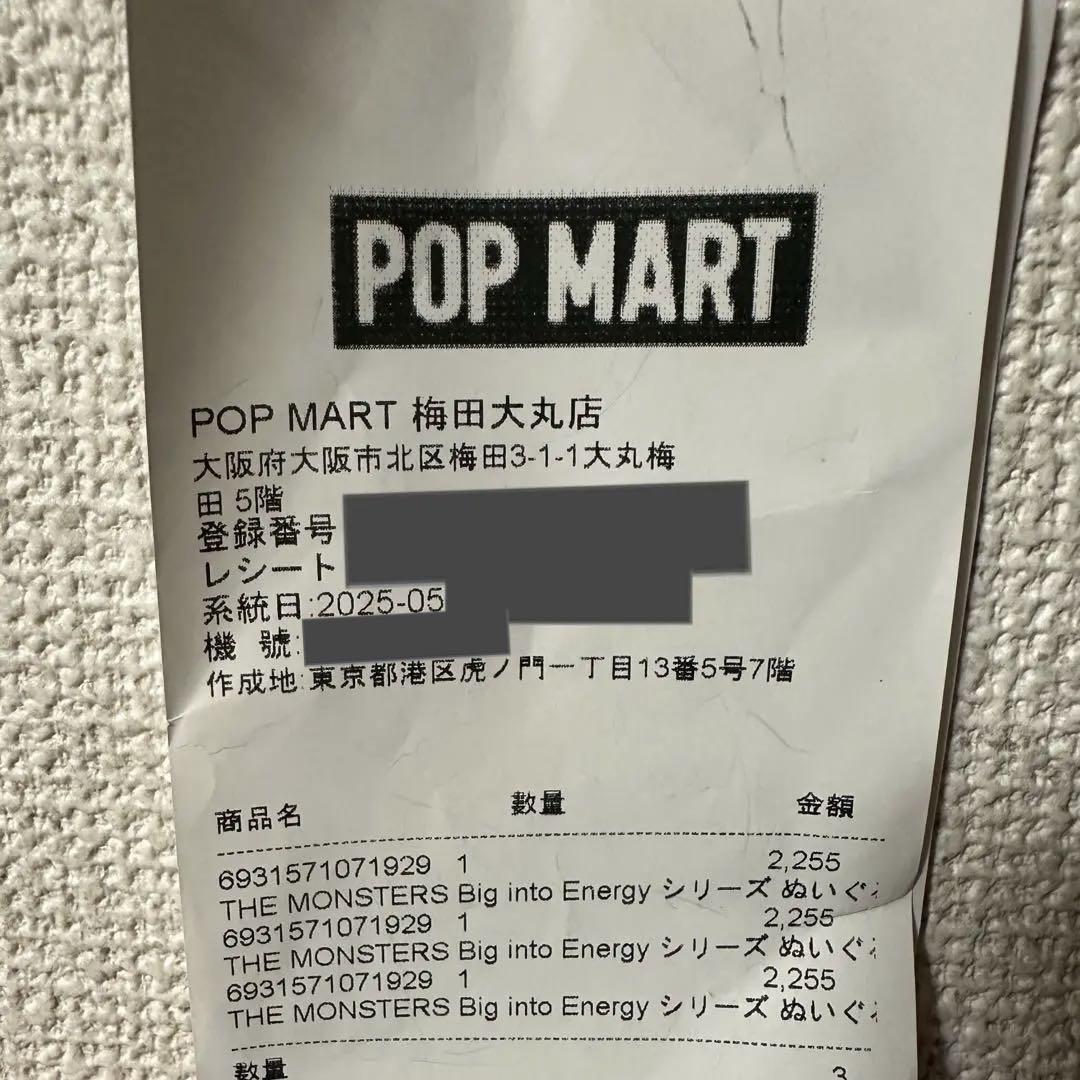 POP MART
POP MART 梅田大丸店
大阪府大阪市北区梅田3-1-1大丸梅
田 5階
登録番号
レシート
系統日:2025-05
機 號:
作成地:東京都港区虎ノ門一丁目13番5号7階
商品名 數量 金額
6931571071929 1 2,255
THE MONSTERS Big into Energy シリーズ ぬいぐ
6931571071929 1 2,255
THE MONSTERS Big into Energy シリーズ ぬいぐ
6931571071929 1 2,255
THE MONSTERS Big into Energy シリーズ ぬいぐ
數量 3